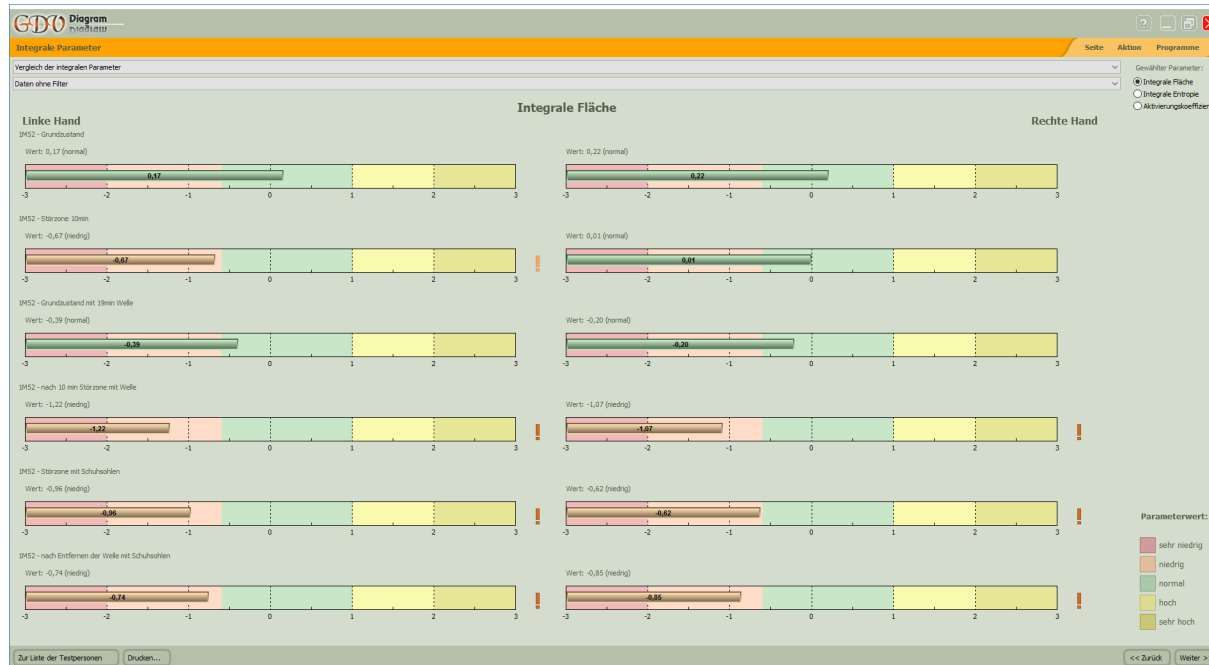 GDV Diagram
Integrale Parameter
Seite Aktion Programme
Vergleich der integralen Parameter
Daten ohne Filter
Gewählter Parameter:
Integrale Fläche
Integrale Entropie
Aktivierungskoeffizien
Integrale Fläche
Linke Hand
Rechte Hand
1M52 - Grundzustand
Wert: 0,17 (normal)
Wert: 0,22 (normal)
0,17
0,22
-3 -2 -1 0 1 2 3
-3 -2 -1 0 1 2 3
1M52 - Störzone 10min
Wert: -0,67 (niedrig)
Wert: 0,01 (normal)
-0,67
!
0,01
-3 -2 -1 0 1 2 3
-3 -2 -1 0 1 2 3
1M52 - Grundzustand mit 19min Welle
Wert: -0,39 (normal)
Wert: -0,20 (normal)
-0,39
-0,20
-3 -2 -1 0 1 2 3
-3 -2 -1 0 1 2 3
1M52 - nach 10 min Störzone mit Welle
Wert: -1,22 (niedrig)
Wert: -1,07 (niedrig)
-1,22
!
-1,07
!
-3 -2 -1 0 1 2 3
-3 -2 -1 0 1 2 3
1M52 - Störzone mit Schuhsohlen
Wert: -0,96 (niedrig)
Wert: -0,62 (niedrig)
-0,96
!
-0,62
!
-3 -2 -1 0 1 2 3
-3 -2 -1 0 1 2 3
1M52 - nach Entfernen der Welle mit Schuhsohlen
Wert: -0,74 (niedrig)
Wert: -0,85 (niedrig)
-0,74
!
-0,85
!
-3 -2 -1 0 1 2 3
-3 -2 -1 0 1 2 3
Parameterwert:
sehr niedrig
niedrig
normal
hoch
sehr hoch
Zur Liste der Testpersonen
Drucken...
<< Zurück
Weiter >